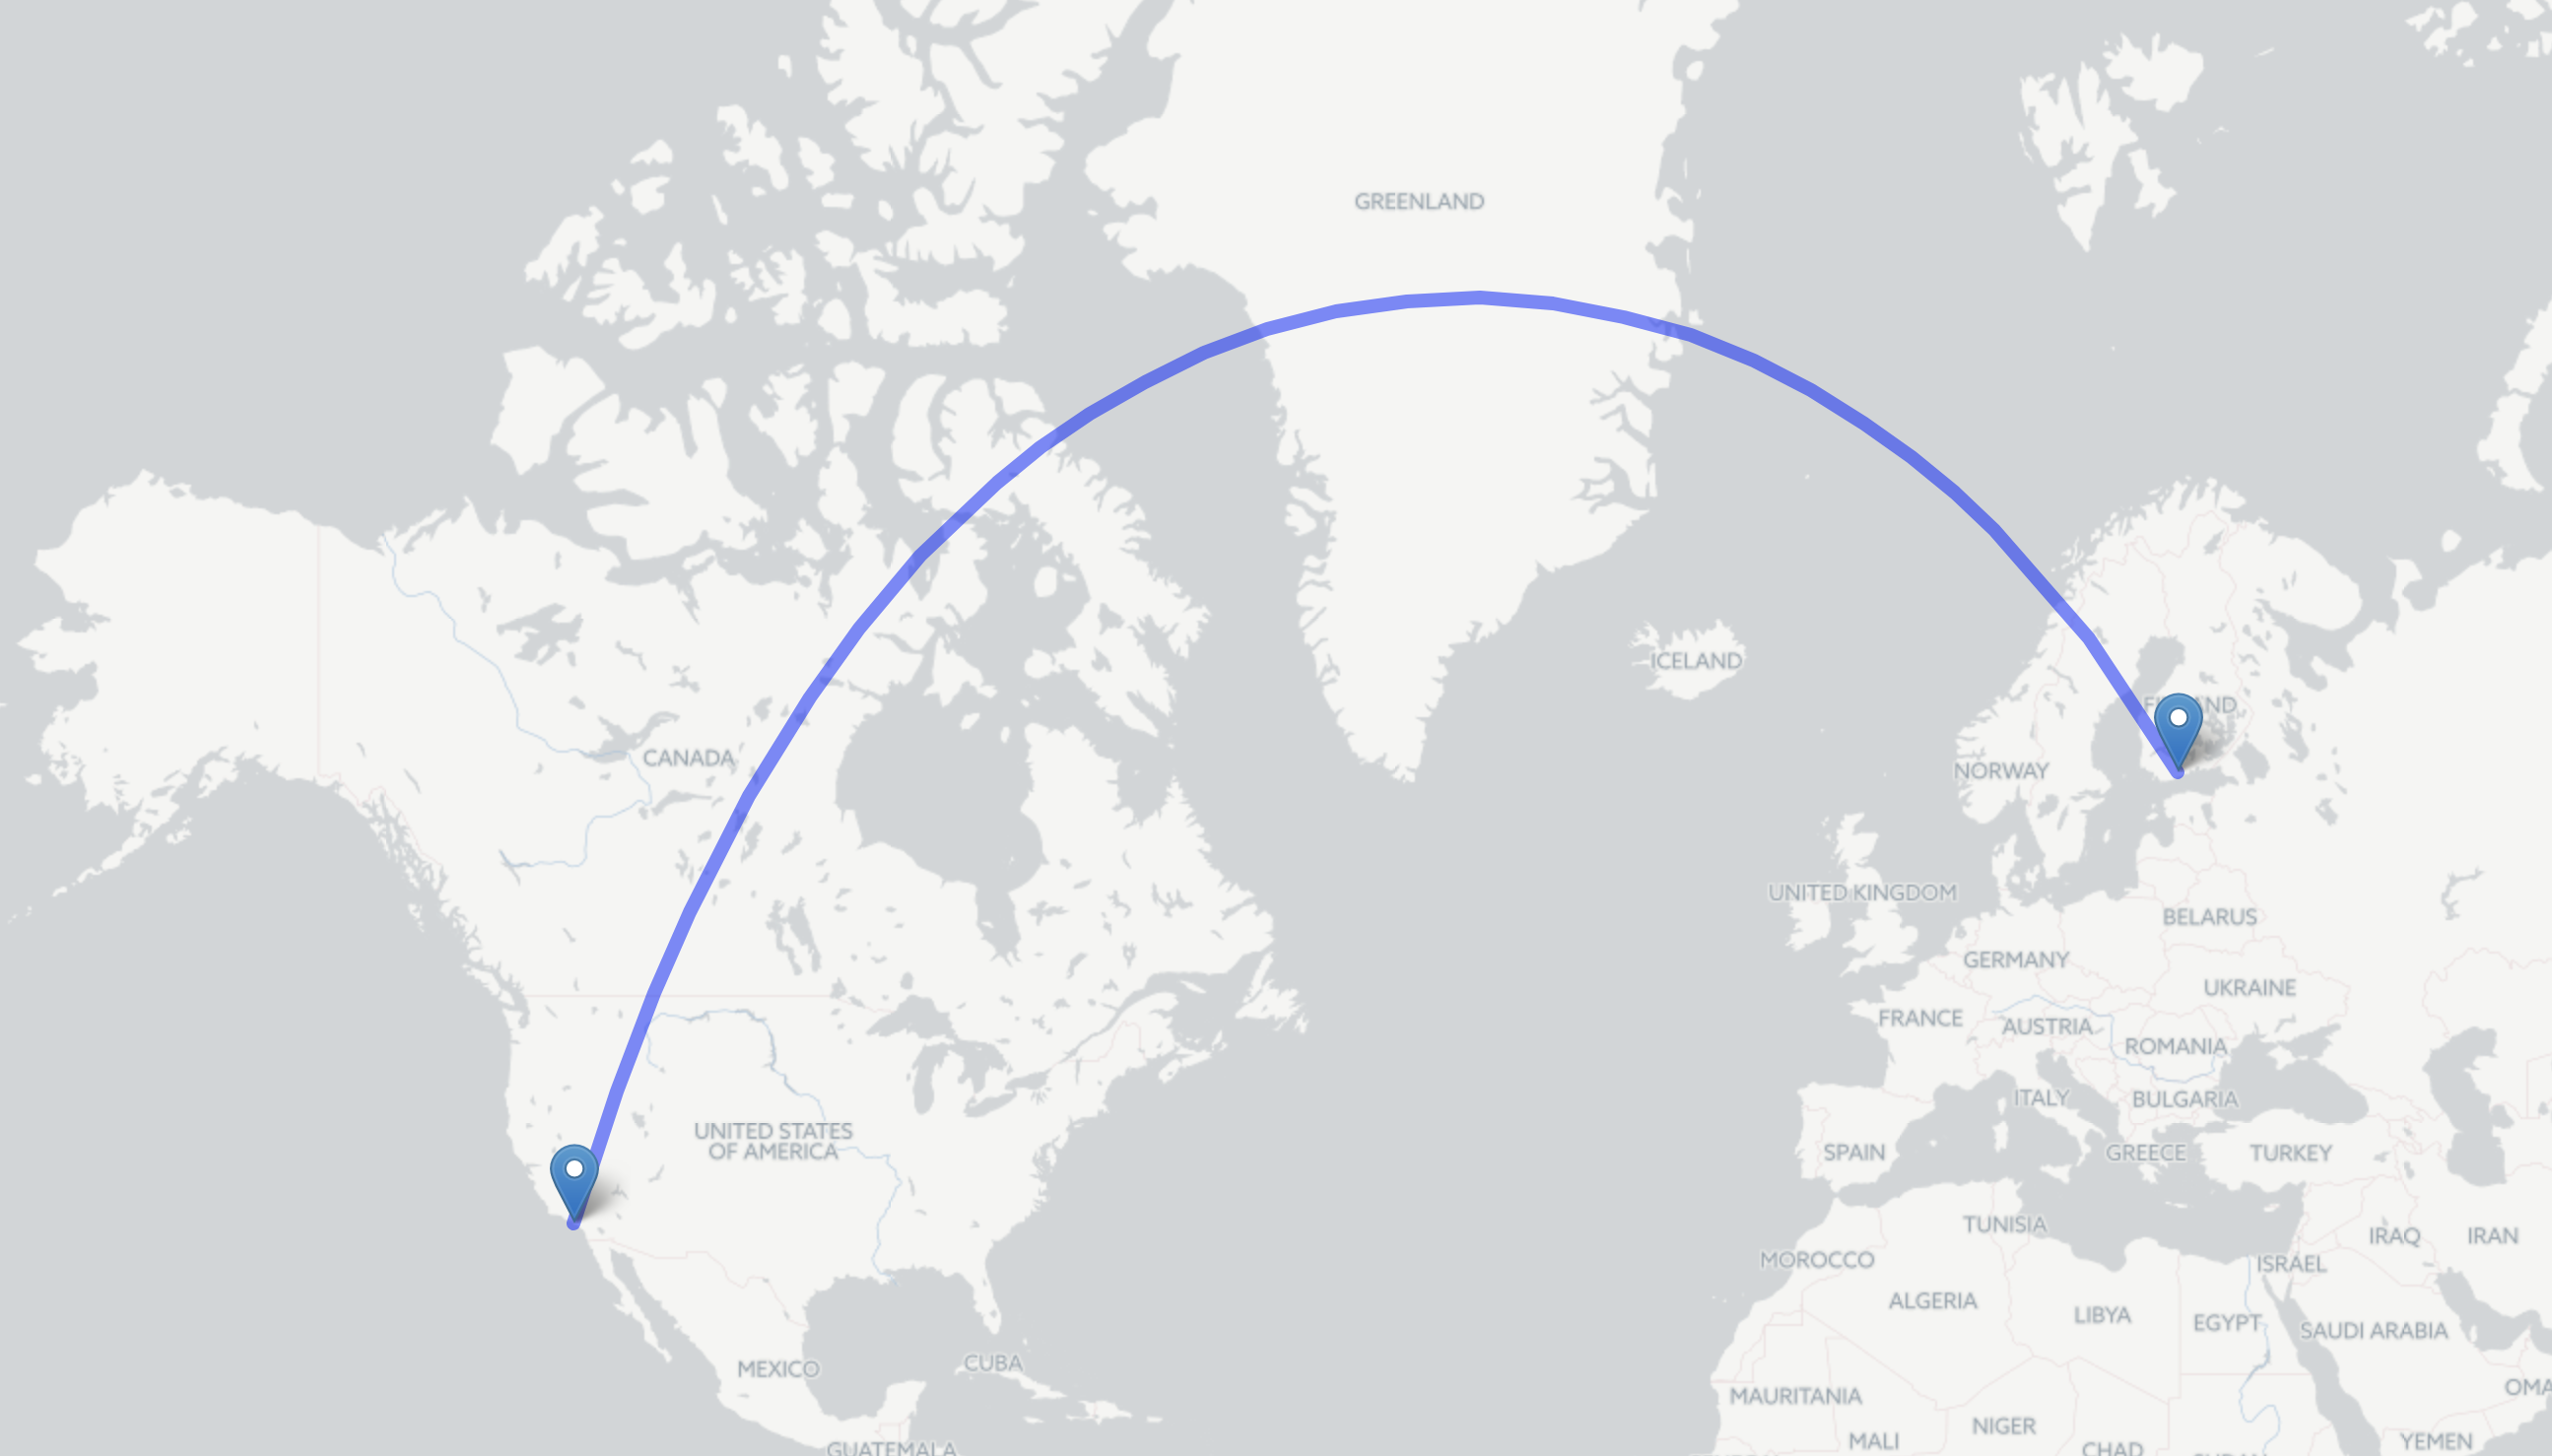 GREENLAND
ICELAND
FINLAND
CANADA
NORWAY
UNITED KINGDOM
BELARUS
GERMANY
UKRAINE
FRANCE
AUSTRIA
ROMANIA
ITALY
BULGARIA
UNITED STATES
OF AMERICA
SPAIN
GREECE
TURKEY
TUNISIA
IRAQ
IRAN
MOROCCO
ISRAEL
ALGERIA
LIBYA
EGYPT
SAUDI ARABIA
MEXICO
CUBA
MAURITANIA
OMA
NIGER
MALI
YEMEN
GUATEMALA
CHAD